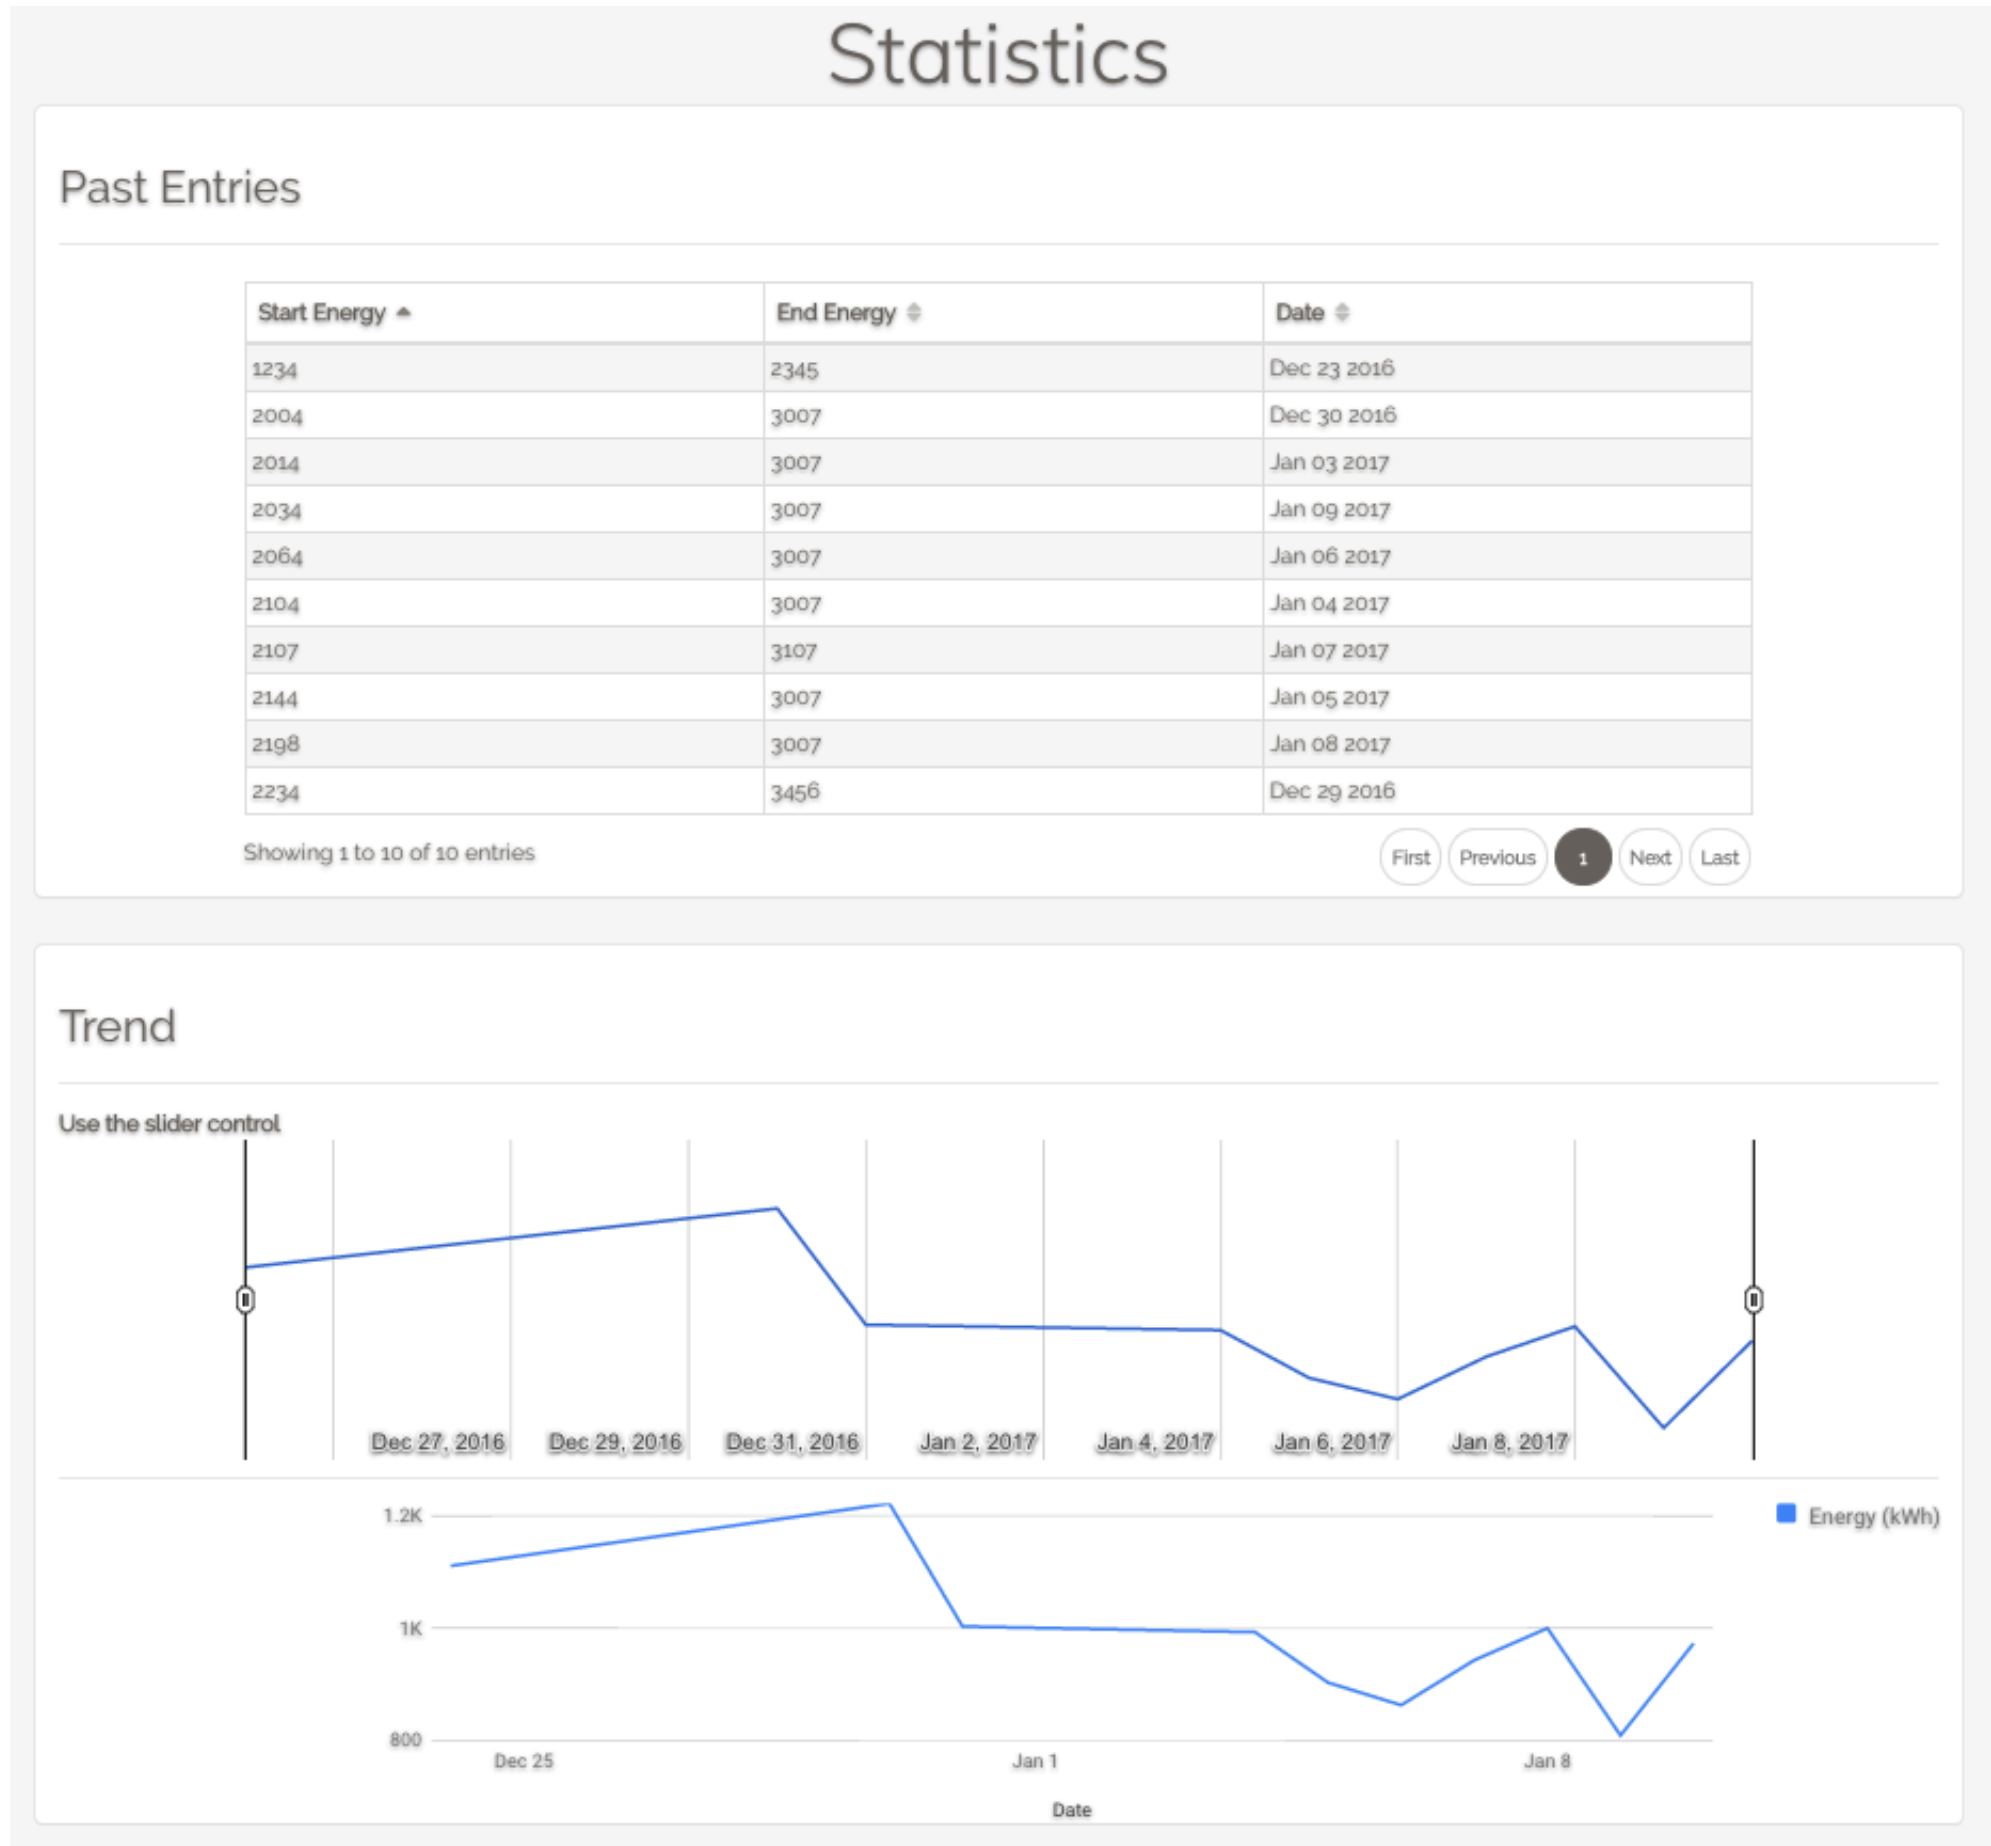 Statistics
Past Entries
Start Energy End Energy Date
1234 2345 Dec 23 2016
2004 3007 Dec 30 2016
2014 3007 Jan 03 2017
2034 3007 Jan 09 2017
2064 3007 Jan 06 2017
2104 3007 Jan 04 2017
2107 3107 Jan 07 2017
2144 3007 Jan 05 2017
2198 3007 Jan 08 2017
2234 3456 Dec 29 2016
Showing 1 to 10 of 10 entries First Previous 1 Next Last
Trend
Use the slider control
Dec 27, 2016 Dec 29, 2016 Dec 31, 2016 Jan 2, 2017 Jan 4, 2017 Jan 6, 2017 Jan 8, 2017
1.2K Energy (kWh)
1K
800
Dec 25 Jan 1 Jan 8
Date